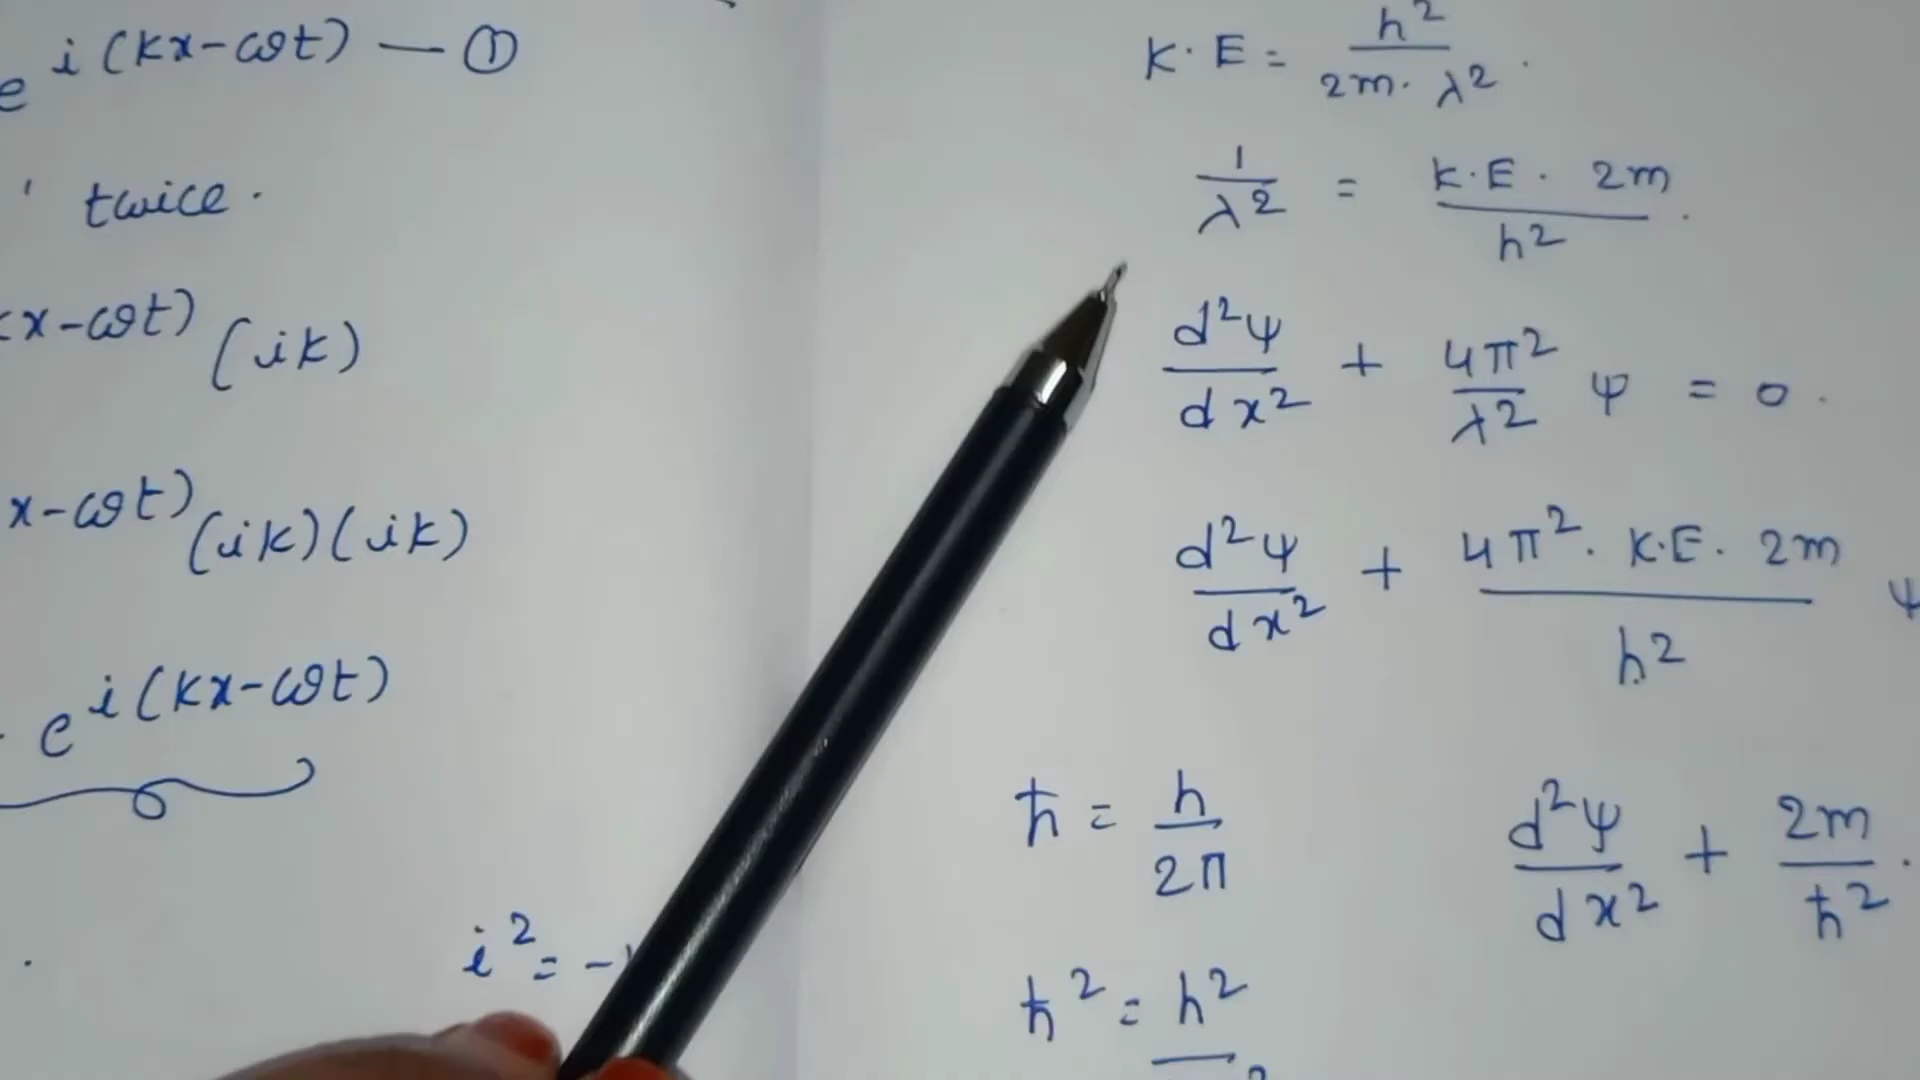 e^{i(kx-ωt)} — ①
' twice.
x-ωt) (ik)
x-ωt) (ik)(ik)
e^{i(kx-ωt)}
i² = -1
K.E = h² / 2m. λ².
1/λ² = K.E. 2m / h².
d²ψ/dx² + 4π²/λ² ψ = 0.
d²ψ/dx² + 4π². K.E. 2m / h² ψ
ħ = h/2π
d²ψ/dx² + 2m/ħ².
ħ² = h²